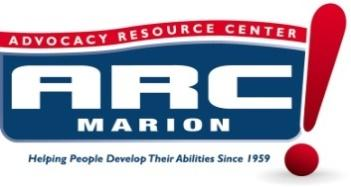 ADVOCACY RESOURCE CENTER
ARC!
MARION
Helping People Develop Their Abilities Since 1959